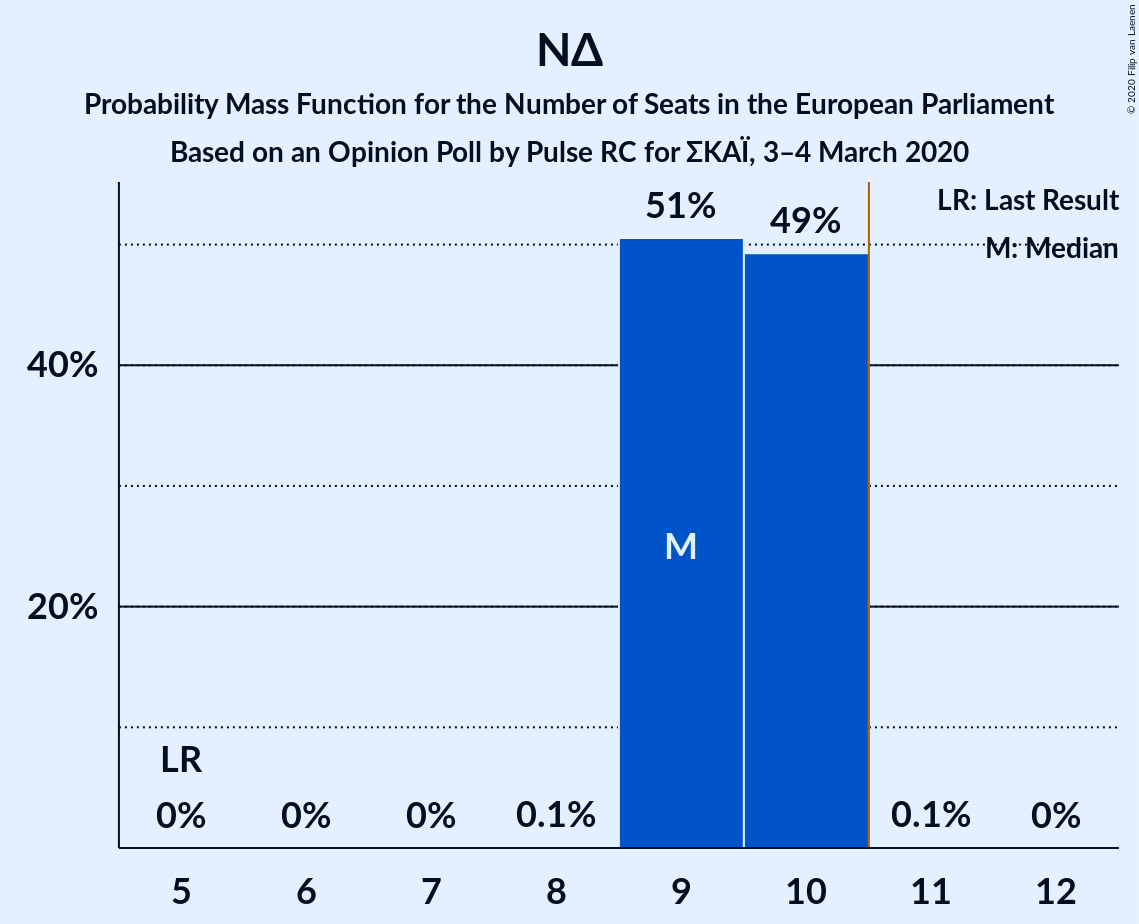 ΝΔ
Probability Mass Function for the Number of Seats in the European Parliament
Based on an Opinion Poll by Pulse RC for ΣΚΑΪ, 3–4 March 2020
© 2020 Filip van Laenen
LR: Last Result
M: Median
51%
49%
40%
20%
M
LR
0%
0%
0%
0.1%
0.1%
0%
5
6
7
8
9
10
11
12